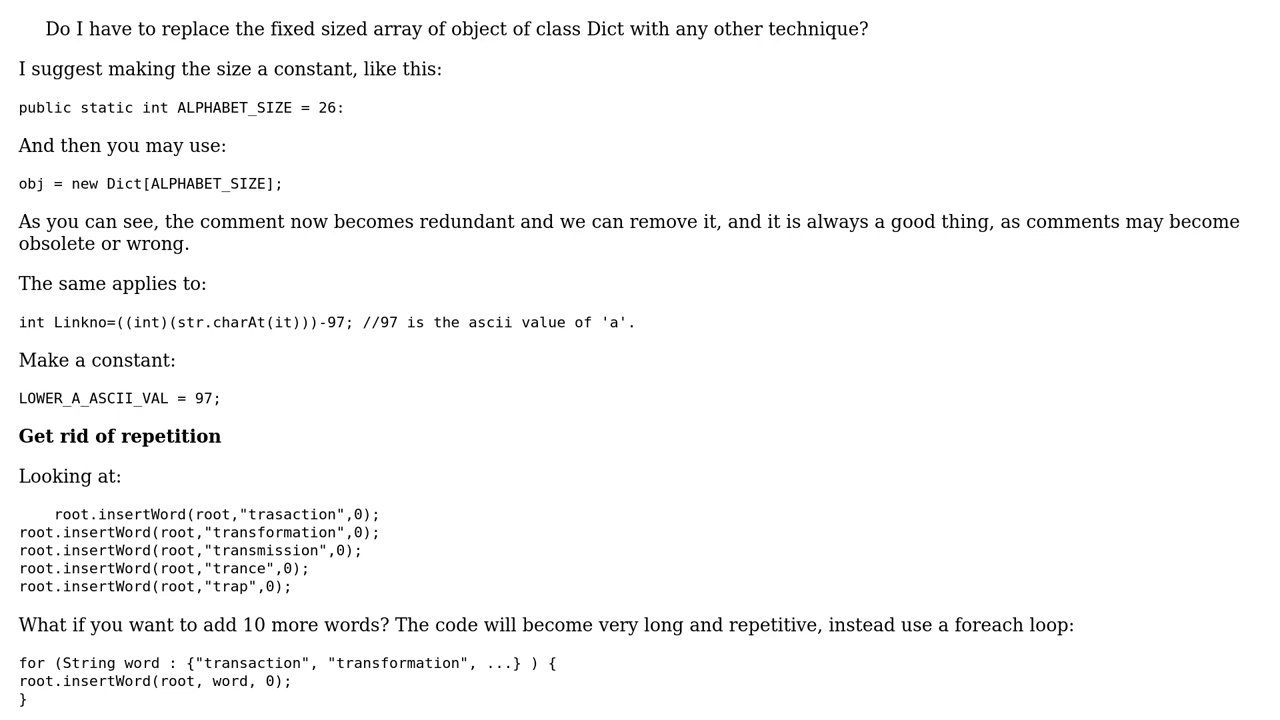 Do I have to replace the fixed sized array of object of class Dict with any other technique?
I suggest making the size a constant, like this:
public static int ALPHABET_SIZE = 26:
And then you may use:
obj = new Dict[ALPHABET_SIZE];
As you can see, the comment now becomes redundant and we can remove it, and it is always a good thing, as comments may become
obsolete or wrong.
The same applies to:
int Linkno=((int)(str.charAt(it)))-97; //97 is the ascii value of 'a'.
Make a constant:
LOWER_A_ASCII_VAL = 97;
Get rid of repetition
Looking at:
    root.insertWord(root,"trasaction",0);
root.insertWord(root,"transformation",0);
root.insertWord(root,"transmission",0);
root.insertWord(root,"trance",0);
root.insertWord(root,"trap",0);
What if you want to add 10 more words? The code will become very long and repetitive, instead use a foreach loop:
for (String word : {"transaction", "transformation", ...} ) {
root.insertWord(root, word, 0);
}